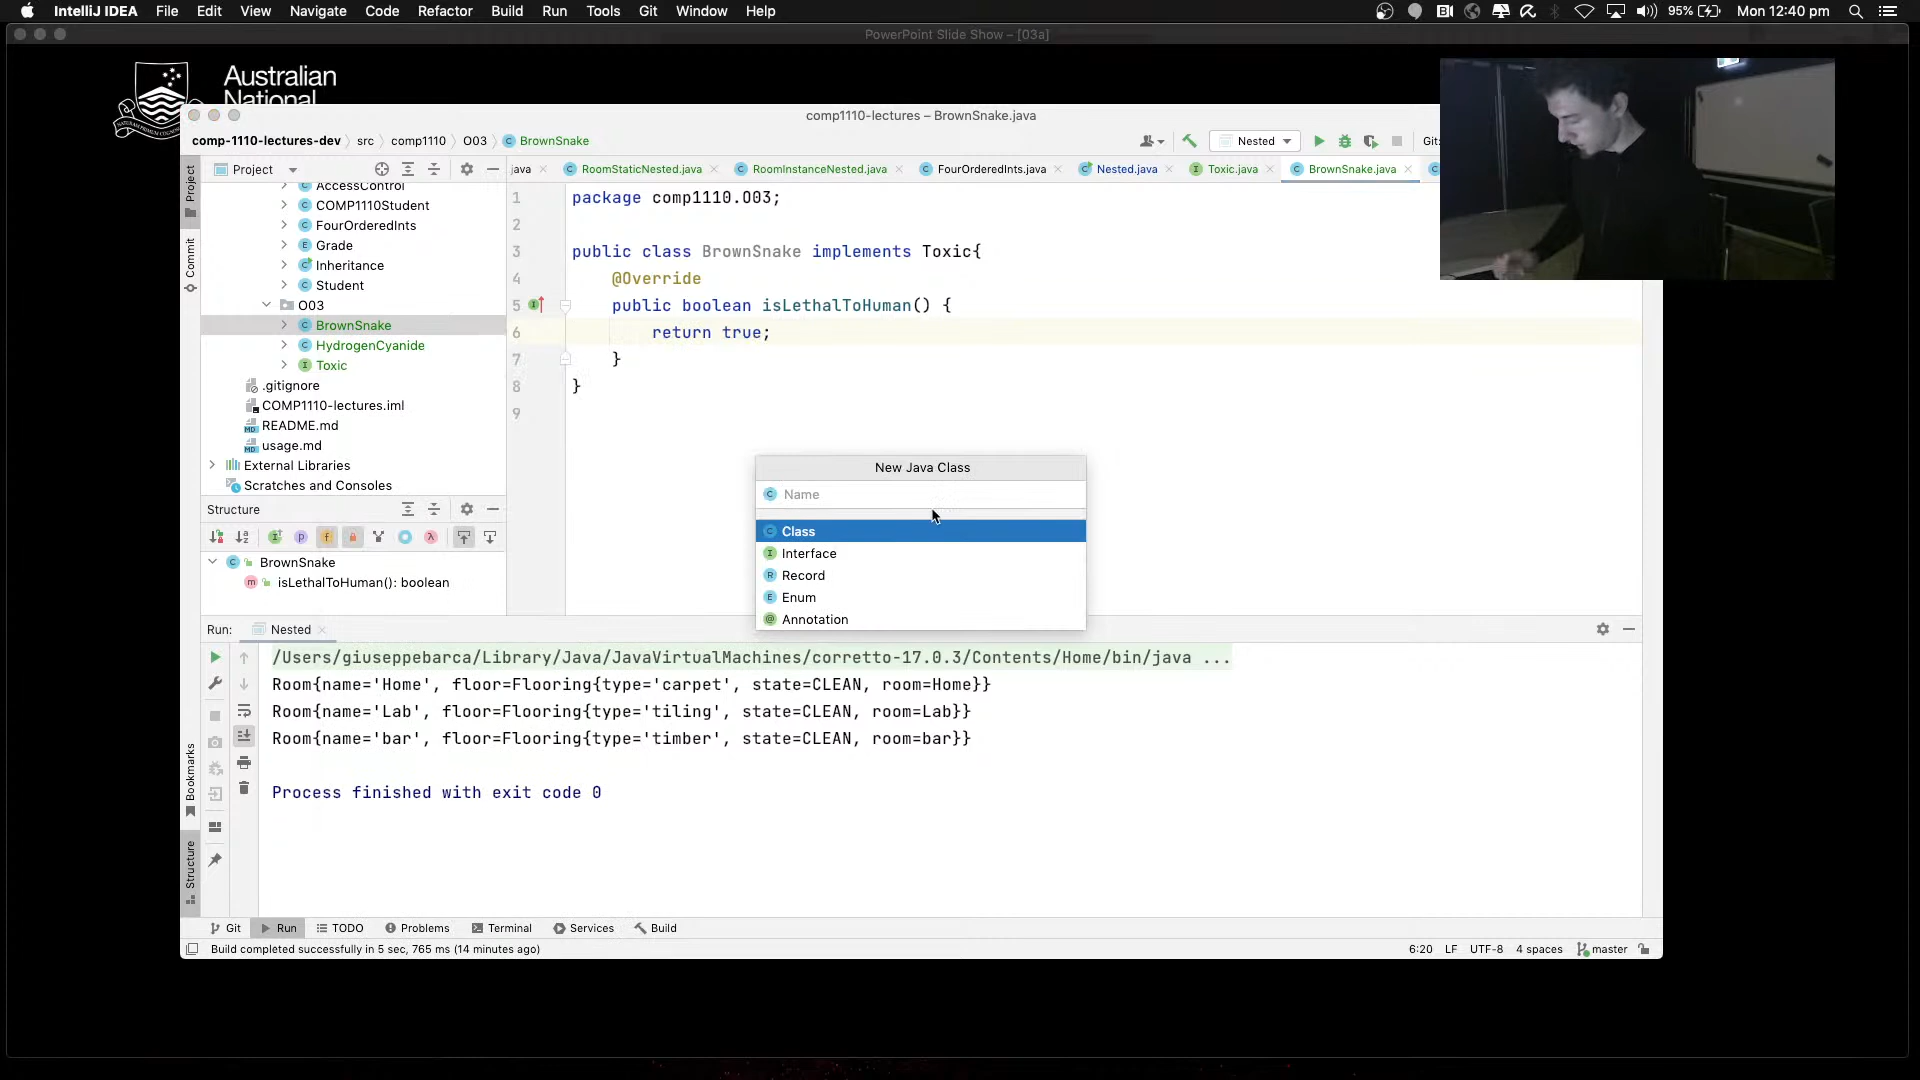 IntelliJ IDEA File Edit View Navigate Code Refactor Build Run Tools Git Window Help 95% Mon 12:40 pm
PowerPoint Slide Show – [03a]
Australian
National
comp1110-lectures – BrownSnake.java
comp-1110-lectures-dev src comp1110 O03 BrownSnake Nested Git:
Project java RoomStaticNested.java RoomInstanceNested.java FourOrderedInts.java Nested.java Toxic.java BrownSnake.java
Project
Commit
Bookmarks
Structure
AccessControl
COMP1110Student
FourOrderedInts
Grade
Inheritance
Student
O03
BrownSnake
HydrogenCyanide
Toxic
.gitignore
COMP1110-lectures.iml
README.md
usage.md
External Libraries
Scratches and Consoles
Structure
BrownSnake
isLethalToHuman(): boolean
1 package comp1110.O03;
2
3 public class BrownSnake implements Toxic{
4 @Override
5 public boolean isLethalToHuman() {
6 return true;
7 }
8 }
9
New Java Class
Name
Class
Interface
Record
Enum
Annotation
Run: Nested
/Users/giuseppebarca/Library/Java/JavaVirtualMachines/corretto-17.0.3/Contents/Home/bin/java ...
Room{name='Home', floor=Flooring{type='carpet', state=CLEAN, room=Home}}
Room{name='Lab', floor=Flooring{type='tiling', state=CLEAN, room=Lab}}
Room{name='bar', floor=Flooring{type='timber', state=CLEAN, room=bar}}
Process finished with exit code 0
Git Run TODO Problems Terminal Services Build
Build completed successfully in 5 sec, 765 ms (14 minutes ago) 6:20 LF UTF-8 4 spaces master